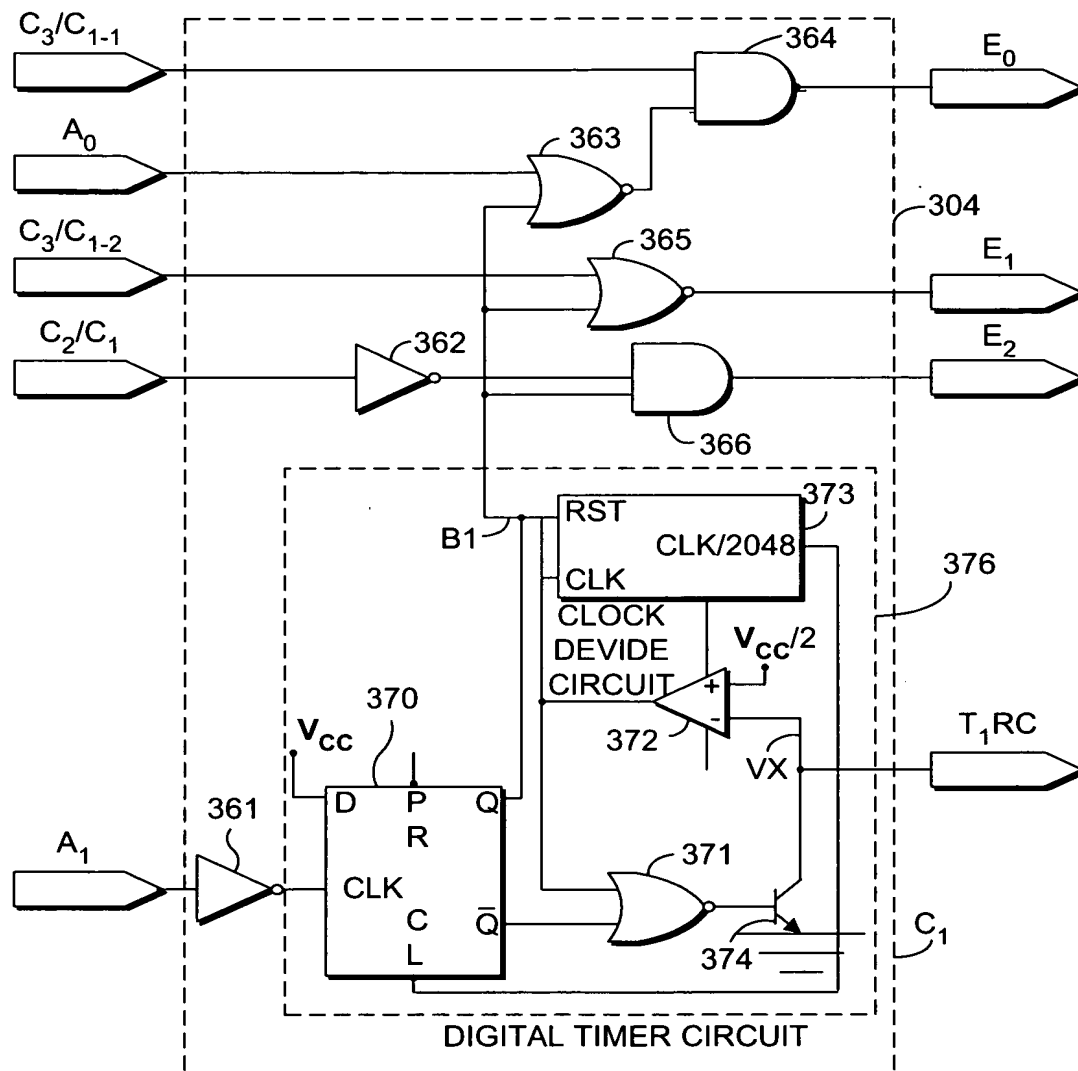 C3/C1-1
364
E0
A0
363
C3/C1-2
365
304
E1
C2/C1
362
E2
366
B1
RST
373
CLK/2048
CLK
376
CLOCK
DEVIDE
CIRCUIT
VCC/2
+
-
370
372
VCC
VX
T1RC
D
P
R
Q
361
371
A1
CLK
C
L
Q̅
374
C1
DIGITAL TIMER CIRCUIT